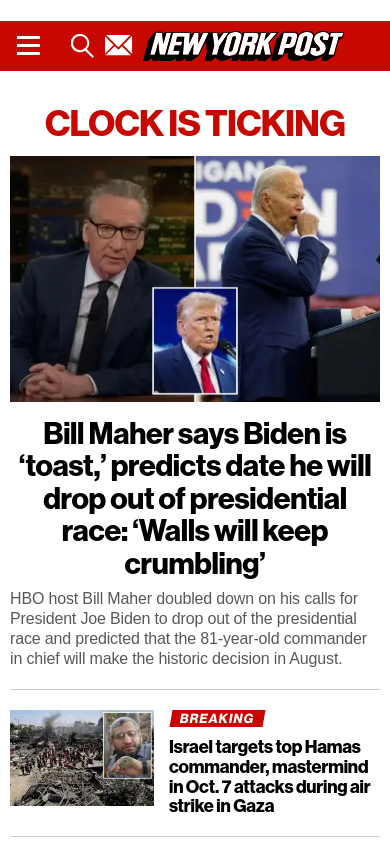 NEW YORK POST
CLOCK IS TICKING
IGAN
DEN
Bill Maher says Biden is
‘toast,’ predicts date he will
drop out of presidential
race: ‘Walls will keep
crumbling’
HBO host Bill Maher doubled down on his calls for
President Joe Biden to drop out of the presidential
race and predicted that the 81-year-old commander
in chief will make the historic decision in August.
BREAKING
Israel targets top Hamas
commander, mastermind
in Oct. 7 attacks during air
strike in Gaza